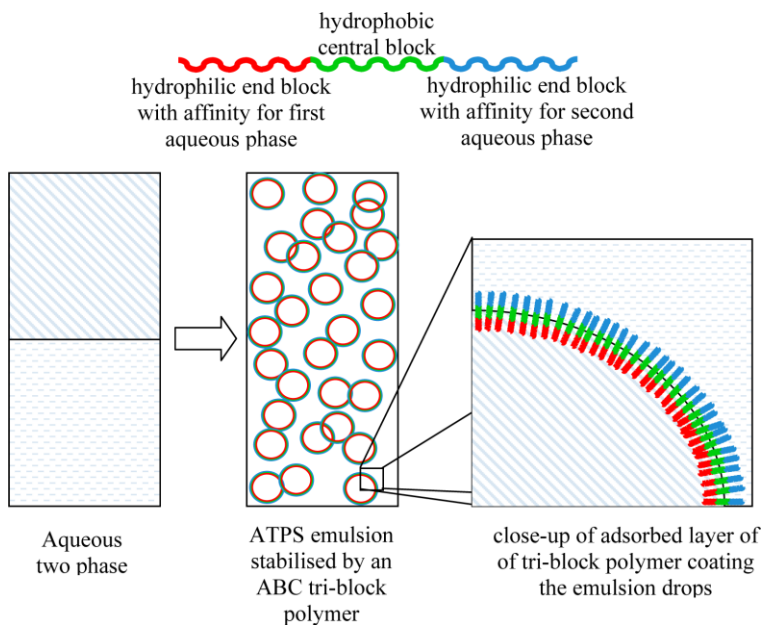 hydrophobic
central block
hydrophilic end block
with affinity for first
aqueous phase
hydrophilic end block
with affinity for second
aqueous phase
Aqueous
two phase
ATPS emulsion
stabilised by an
ABC tri-block
polymer
close-up of adsorbed layer of
of tri-block polymer coating
the emulsion drops